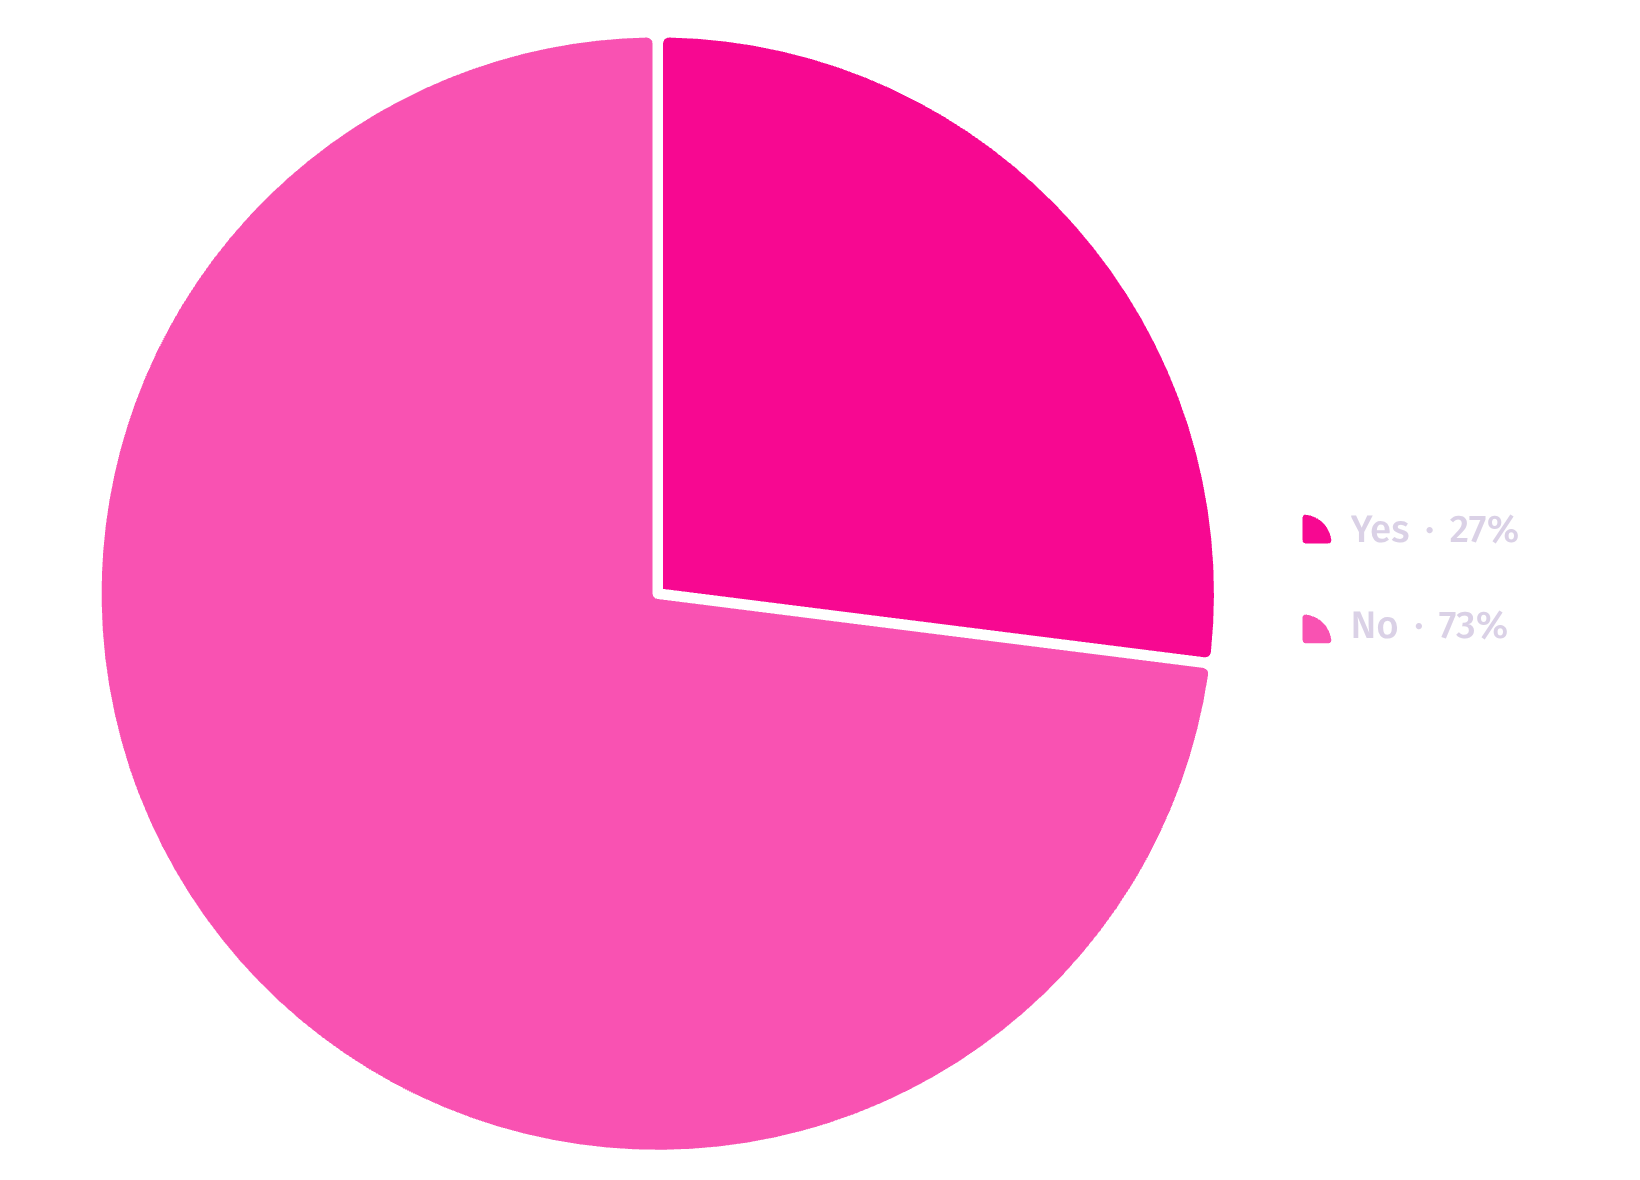 Yes · 27%
No · 73%